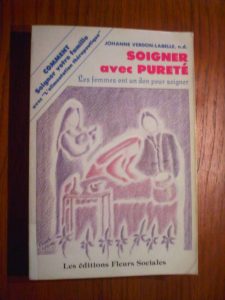 COMMENT
Soigner votre famille
avec "L'alimentation thérapeutique"
JOHANNE VERDON-LABELLE, n.d.
SOIGNER
avec PURETÉ
Les femmes ont un don pour soigner
Les éditions Fleurs Sociales